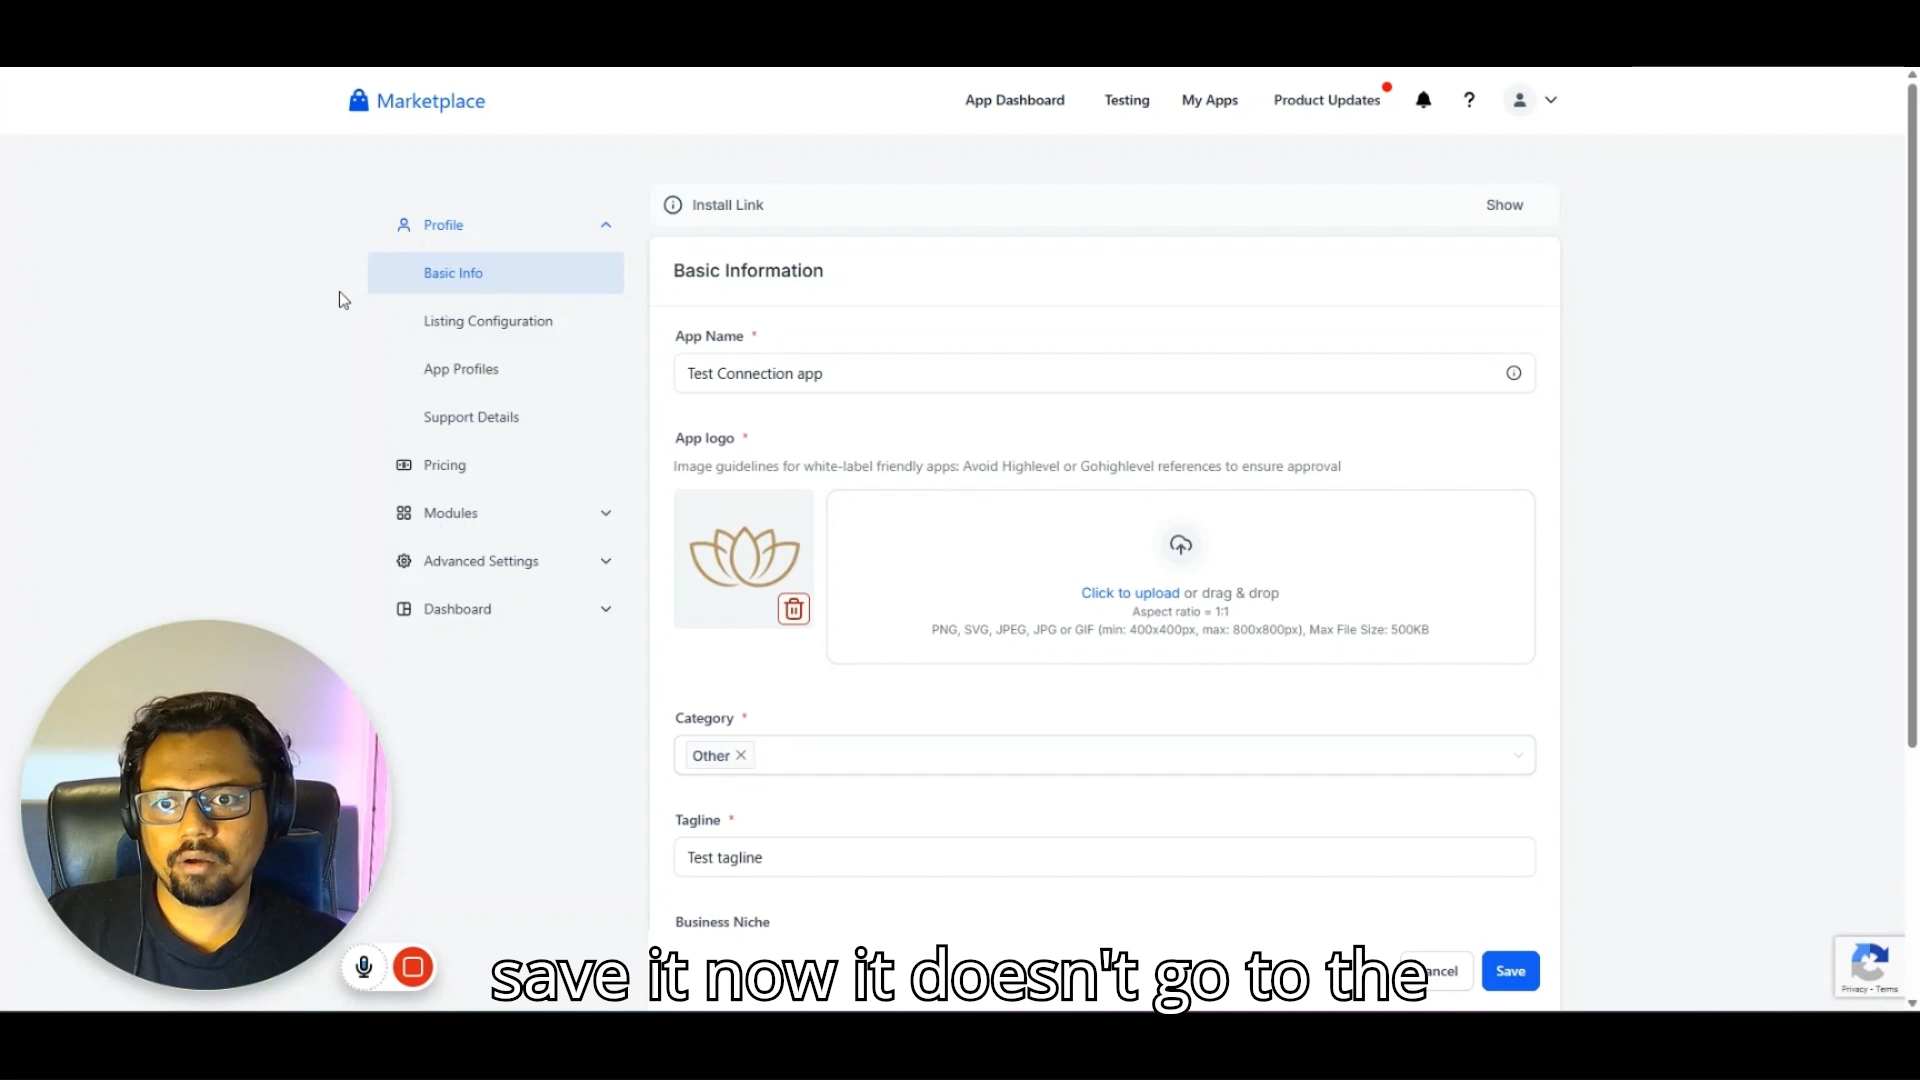 Marketplace
App Dashboard
Testing
My Apps
Product Updates
?
Profile
Basic Info
Listing Configuration
App Profiles
Support Details
Pricing
Modules
Advanced Settings
Dashboard
Install Link
Show
Basic Information
App Name *
Test Connection app
App logo *
Image guidelines for white-label friendly apps: Avoid Highlevel or Gohighlevel references to ensure approval
Click to upload or drag & drop
Aspect ratio = 1:1
PNG, SVG, JPEG, JPG or GIF (min: 400x400px, max: 800x800px), Max File Size: 500KB
Category *
Other
Tagline *
Test tagline
Business Niche
Save
save it now it doesn't go to the
Privacy - Terms